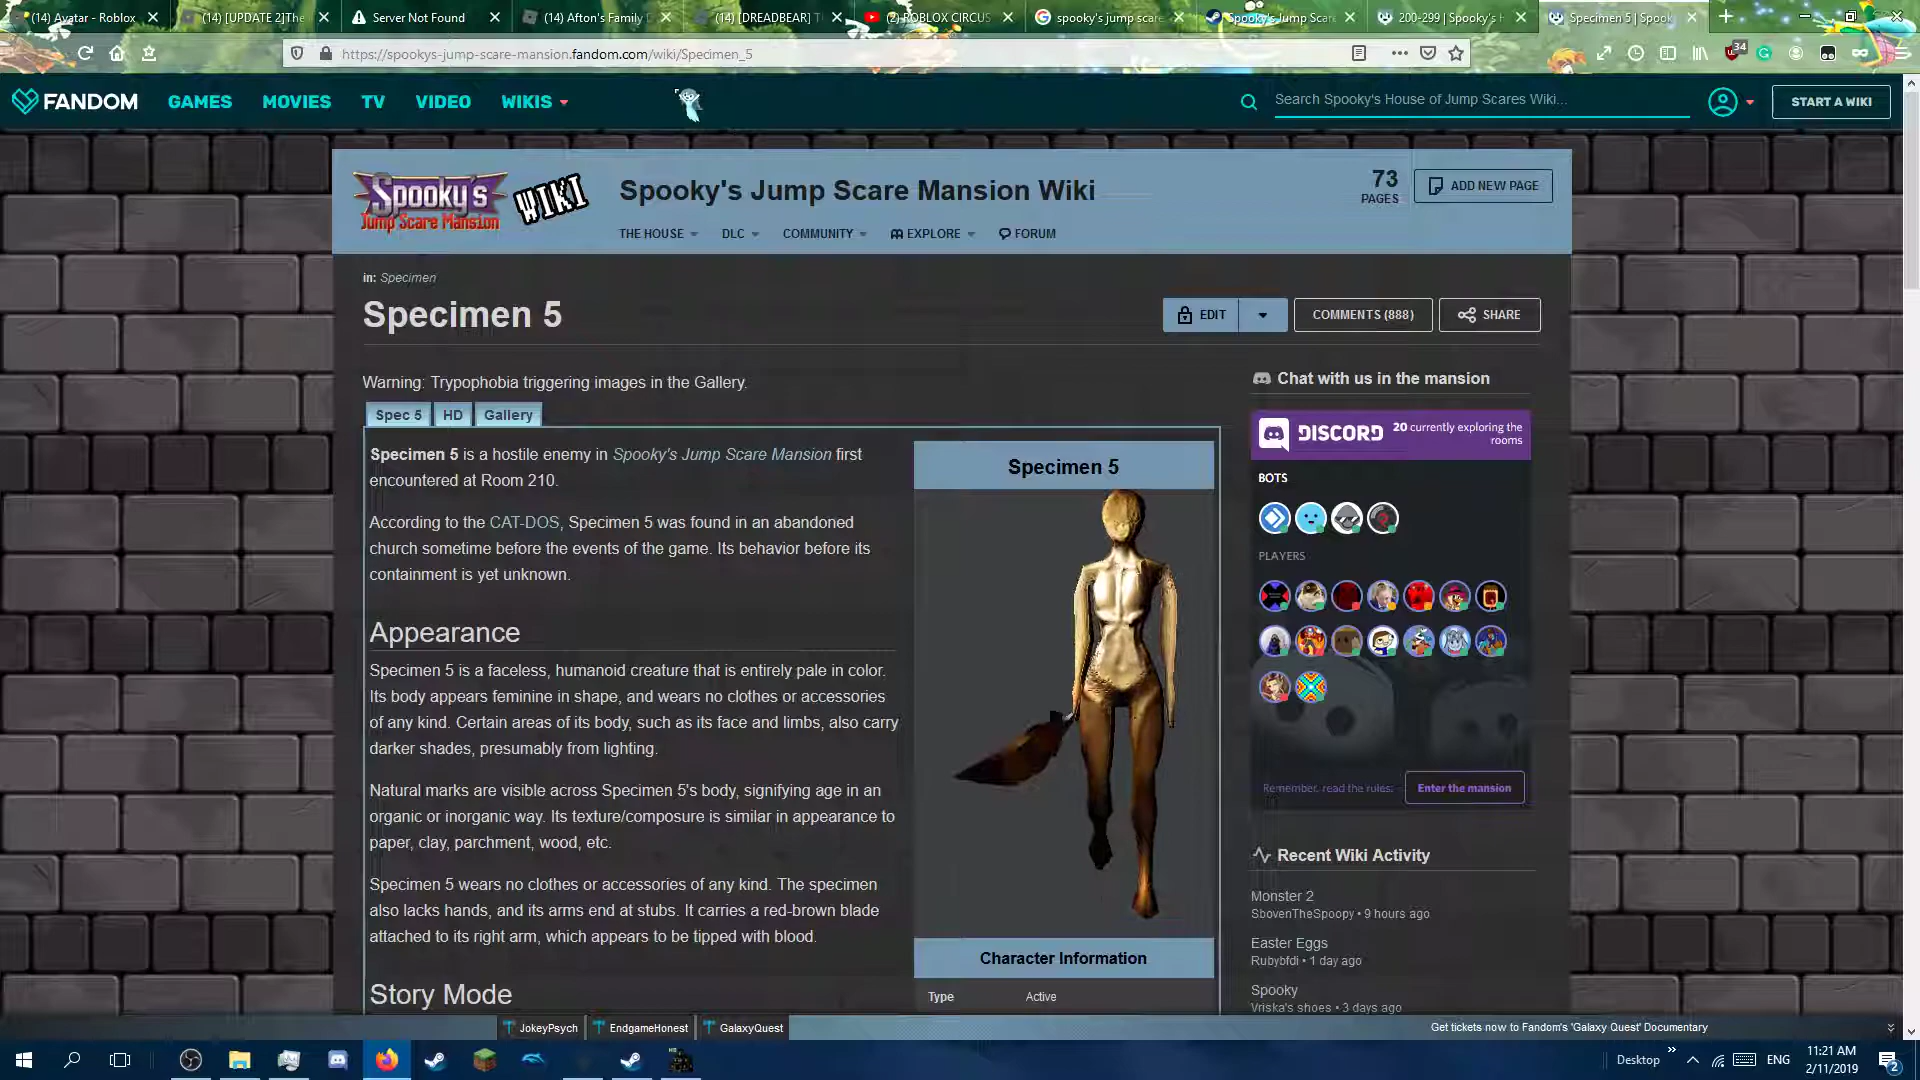 (14) Avatar - Roblox
(14) [UPDATE 2]The
Server Not Found
(14) Afton's Family
(14) [DREADBEAR] T
(2) ROBLOX CIRCUS
spooky's jump scare
Spooky's Jump Scare
200-299 | Spooky's H
Specimen 5 | Spook
https://spookys-jump-scare-mansion.fandom.com/wiki/Specimen_5
34
FANDOM
GAMES
MOVIES
TV
VIDEO
WIKIS
Search Spooky's House of Jump Scares Wiki...
START A WIKI
Spooky's
Jump Scare Mansion
WIKI
Spooky's Jump Scare Mansion Wiki
73
PAGES
ADD NEW PAGE
THE HOUSE
DLC
COMMUNITY
EXPLORE
FORUM
in: Specimen
Specimen 5
EDIT
COMMENTS (888)
SHARE
Warning: Trypophobia triggering images in the Gallery.
Spec 5
HD
Gallery
Specimen 5 is a hostile enemy in Spooky's Jump Scare Mansion first
encountered at Room 210.
According to the CAT-DOS, Specimen 5 was found in an abandoned
church sometime before the events of the game. Its behavior before its
containment is yet unknown.
Appearance
Specimen 5 is a faceless, humanoid creature that is entirely pale in color.
Its body appears feminine in shape, and wears no clothes or accessories
of any kind. Certain areas of its body, such as its face and limbs, also carry
darker shades, presumably from lighting.
Natural marks are visible across Specimen 5's body, signifying age in an
organic or inorganic way. Its texture/composure is similar in appearance to
paper, clay, parchment, wood, etc.
Specimen 5 wears no clothes or accessories of any kind. The specimen
also lacks hands, and its arms end at stubs. It carries a red-brown blade
attached to its right arm, which appears to be tipped with blood.
Story Mode
Specimen 5
Character Information
Type
Active
Chat with us in the mansion
DISCORD
20 currently exploring the
rooms
BOTS
PLAYERS
Remember, read the rules.
Enter the mansion
Recent Wiki Activity
Monster 2
SbovenTheSpoopy • 9 hours ago
Easter Eggs
Rubybfdi • 1 day ago
Spooky
Vriska's shoes • 3 days ago
JokeyPsych
EndgameHonest
GalaxyQuest
Get tickets now to Fandom's 'Galaxy Quest' Documentary
Desktop
ENG
11:21 AM
2/11/2019
2